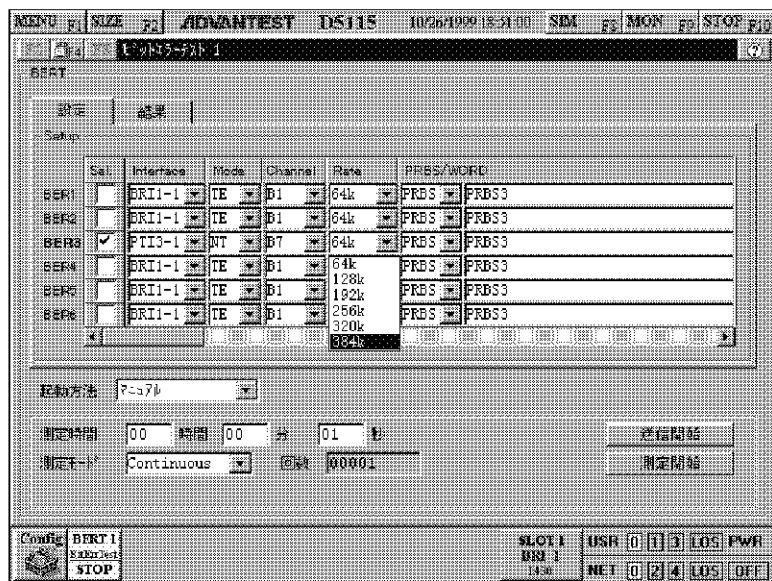 MENU F1 SIZE F2 ADVANTEST D5115 10/26/1999 18:51:00 SIM F8 MON F9 STOP F10
F4 ビットエラーテスト 1 ?
BERT
設定 結果
Setup
Sel. Interface Mode Channel Rate PRBS/WORD
BER1 BRI1-1 TE B1 64k PRBS PRBS3
BER2 BRI1-1 TE B1 64k PRBS PRBS3
BER3 PTI3-1 NT B7 64k PRBS PRBS3
BER4 BRI1-1 TE B1 64k PRBS PRBS3
BER5 BRI1-1 TE B1 128k 192k PRBS PRBS3
BER6 BRI1-1 TE B1 256k 320k PRBS PRBS3
384k
起動方法 マニュアル
測定時間 00 時間 00 分 01 秒 送信開始
測定モード Continuous 回数 00001 測定開始
Config BERT 1 SLOT 1 USR 0 1 3 LOS PWR
BitErrTest BRI 1
STOP 1430 NET 0 2 4 LOS OFF